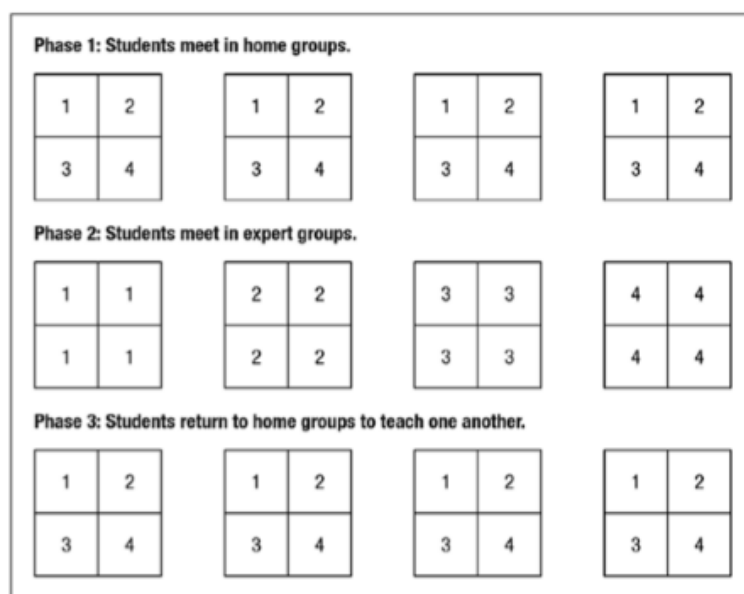 Phase 1: Students meet in home groups.
1 2 1 2 1 2 1 2
3 4 3 4 3 4 3 4
Phase 2: Students meet in expert groups.
1 1 2 2 3 3 4 4
1 1 2 2 3 3 4 4
Phase 3: Students return to home groups to teach one another.
1 2 1 2 1 2 1 2
3 4 3 4 3 4 3 4